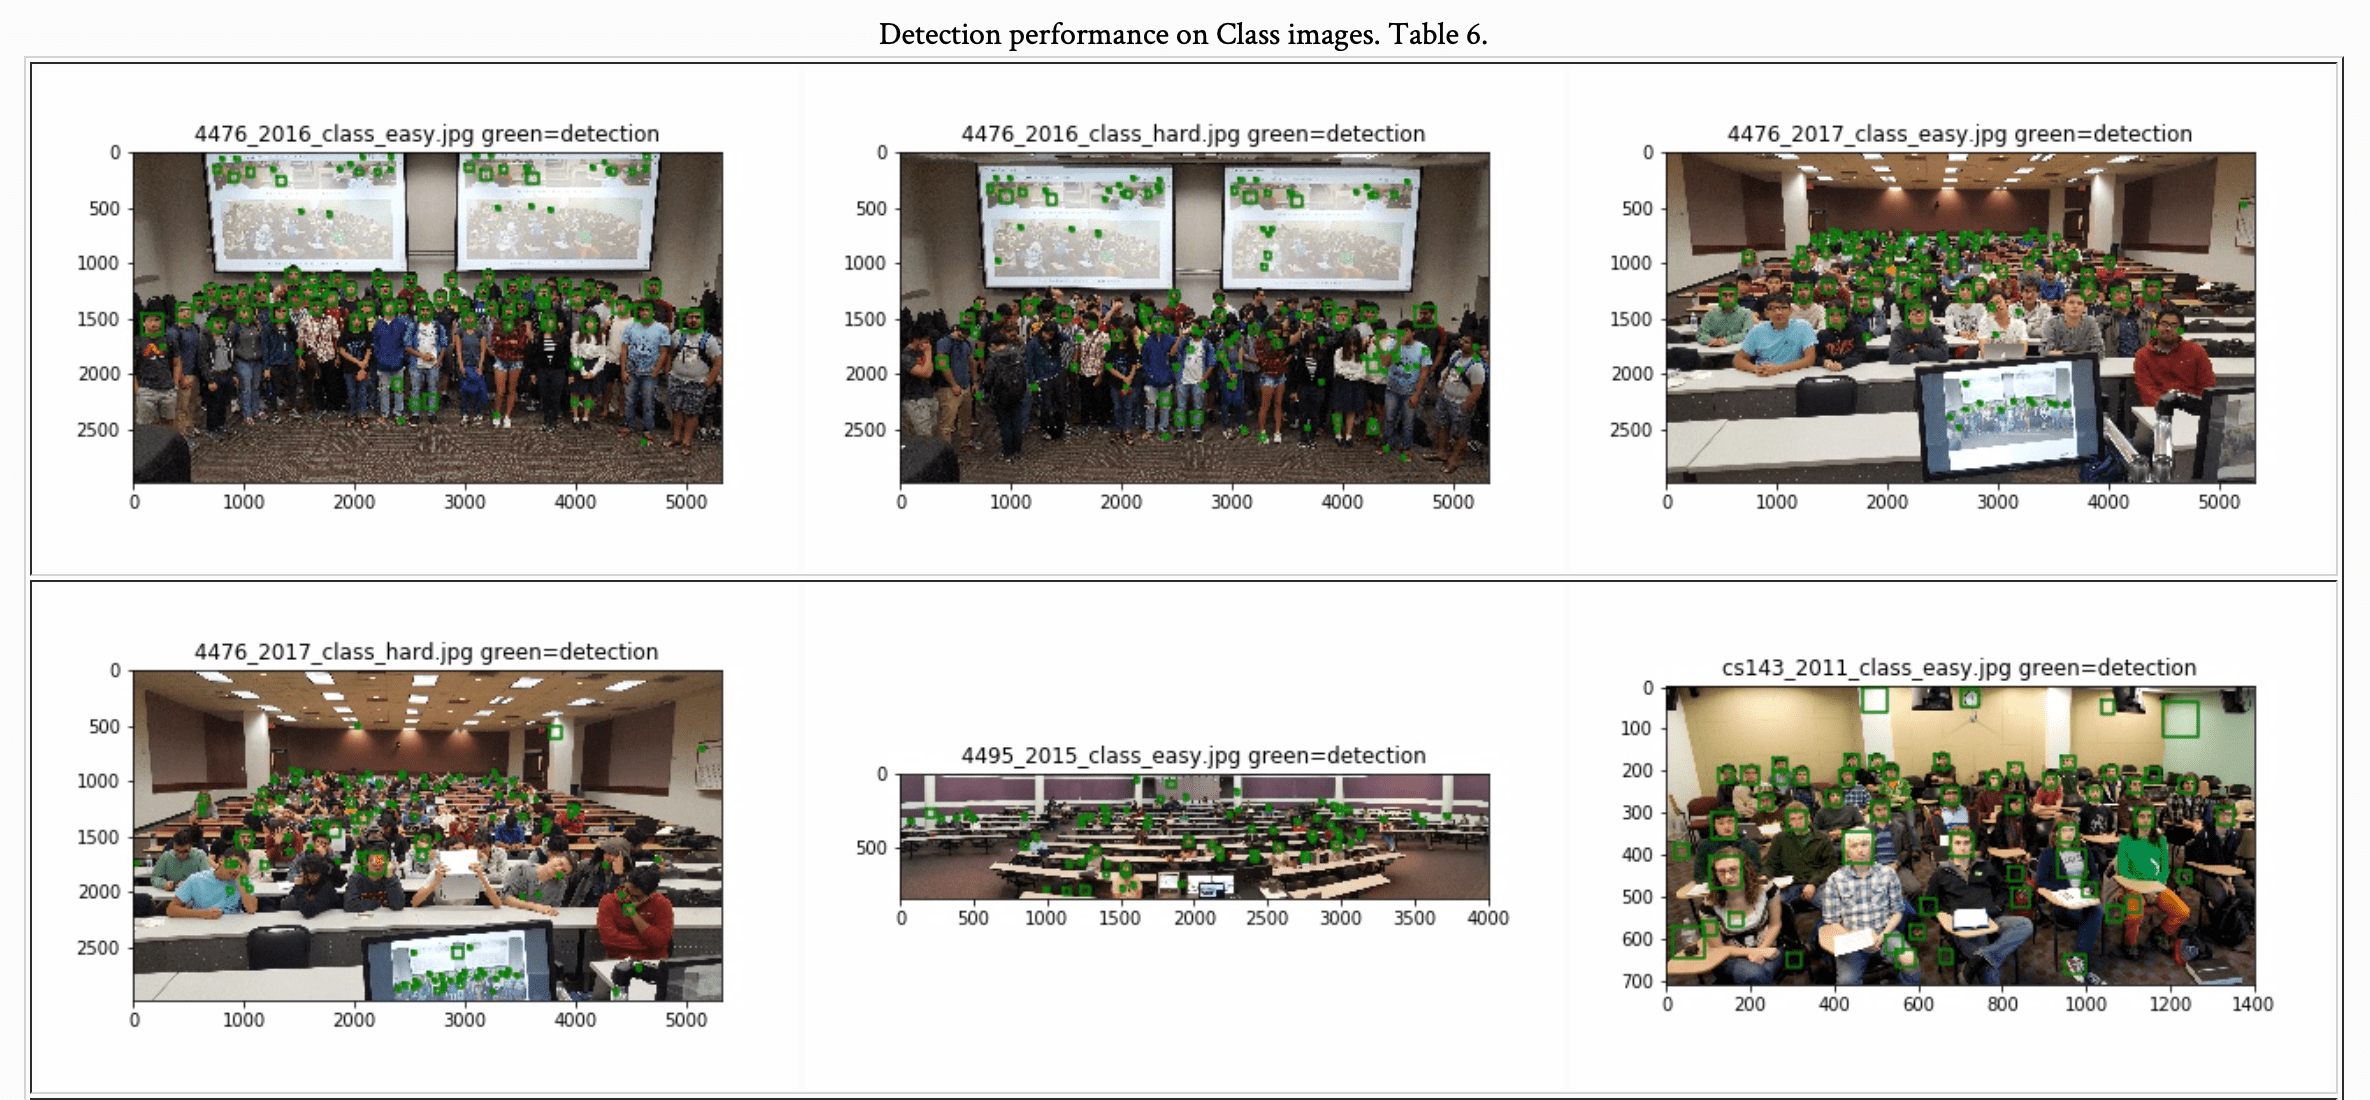 Detection performance on Class images. Table 6.
4476_2016_class_easy.jpg green=detection
0
500
1000
1500
2000
2500
0 1000 2000 3000 4000 5000
4476_2016_class_hard.jpg green=detection
0
500
1000
1500
2000
2500
0 1000 2000 3000 4000 5000
4476_2017_class_easy.jpg green=detection
0
500
1000
1500
2000
2500
0 1000 2000 3000 4000 5000
4476_2017_class_hard.jpg green=detection
0
500
1000
1500
2000
2500
0 1000 2000 3000 4000 5000
4495_2015_class_easy.jpg green=detection
0
500
0 500 1000 1500 2000 2500 3000 3500 4000
cs143_2011_class_easy.jpg green=detection
0
100
200
300
400
500
600
700
0 200 400 600 800 1000 1200 1400